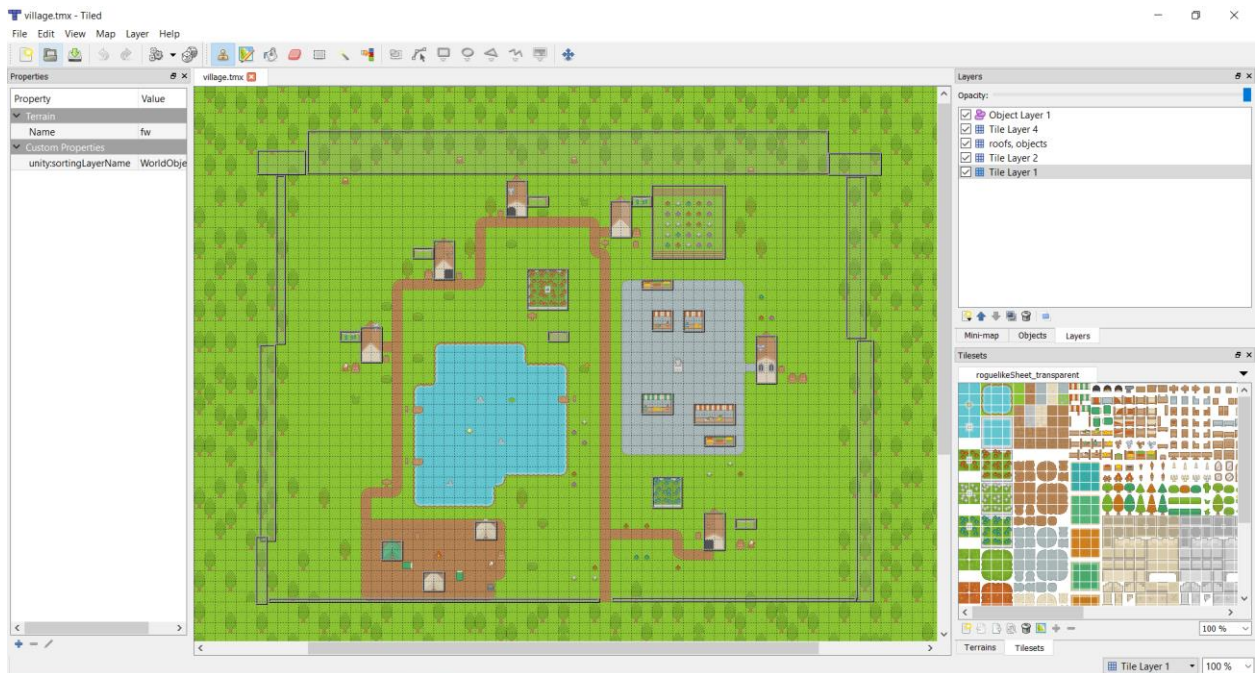 village.tmx - Tiled
File Edit View Map Layer Help
Properties
village.tmx
Property Value
Terrain
Name fw
Custom Properties
unity:sortingLayerName WorldObje
Layers
Opacity:
Object Layer 1
Tile Layer 4
roofs, objects
Tile Layer 2
Tile Layer 1
Mini-map Objects Layers
Tilesets
roguelikeSheet_transparent
100 %
Terrains Tilesets
Tile Layer 1 100 %